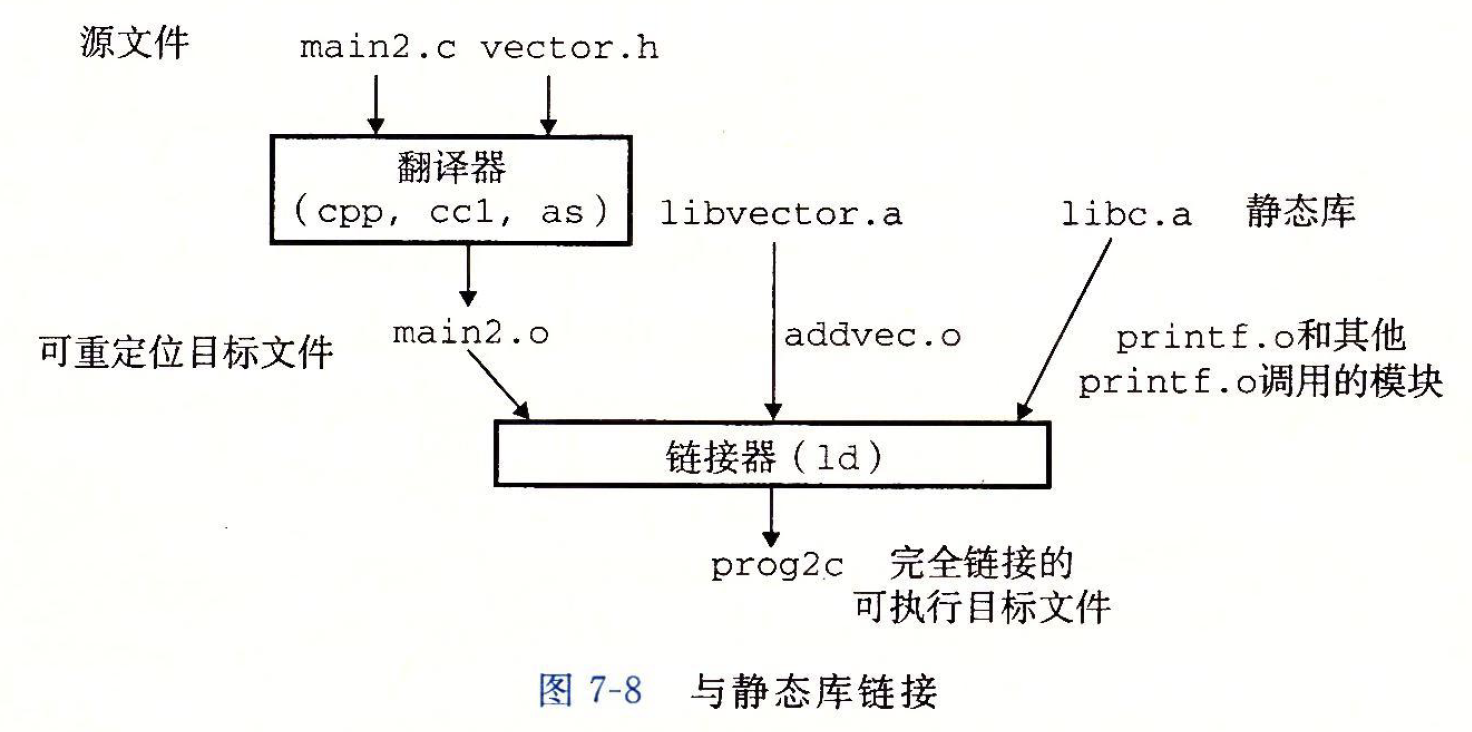 源文件 main2.c vector.h
翻译器
(cpp, cc1, as) libvector.a libc.a 静态库
可重定位目标文件 main2.o addvec.o printf.o和其他
printf.o调用的模块
链接器(ld)
prog2c 完全链接的
可执行目标文件
图 7-8 与静态库链接